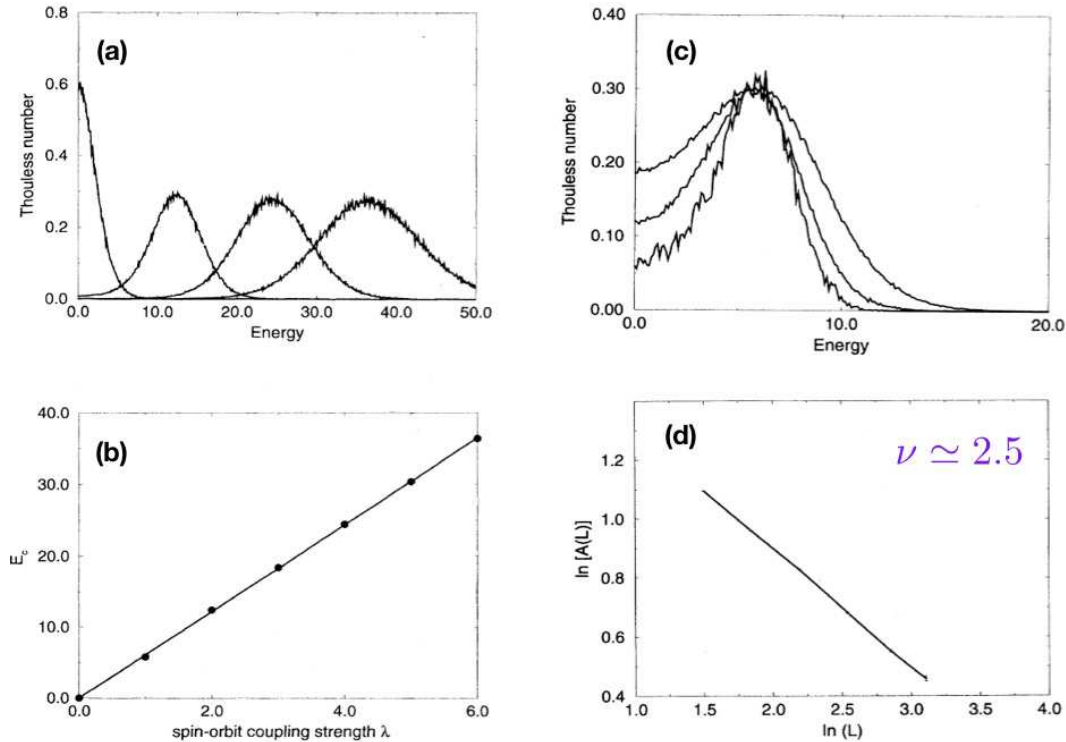 (a)
0.8
0.6
0.4
0.2
0.0
Thouless number
0.0 10.0 20.0 30.0 40.0 50.0
Energy
(c)
0.40
0.30
0.20
0.10
0.00
Thouless number
0.0 10.0 20.0
Energy
(b)
40.0
30.0
20.0
10.0
0.0
E_c
0.0 2.0 4.0 6.0
spin-orbit coupling strength λ
(d)
ν ≃ 2.5
1.2
1.0
0.8
0.6
0.4
ln [A(L)]
1.0 1.5 2.0 2.5 3.0 3.5 4.0
ln (L)